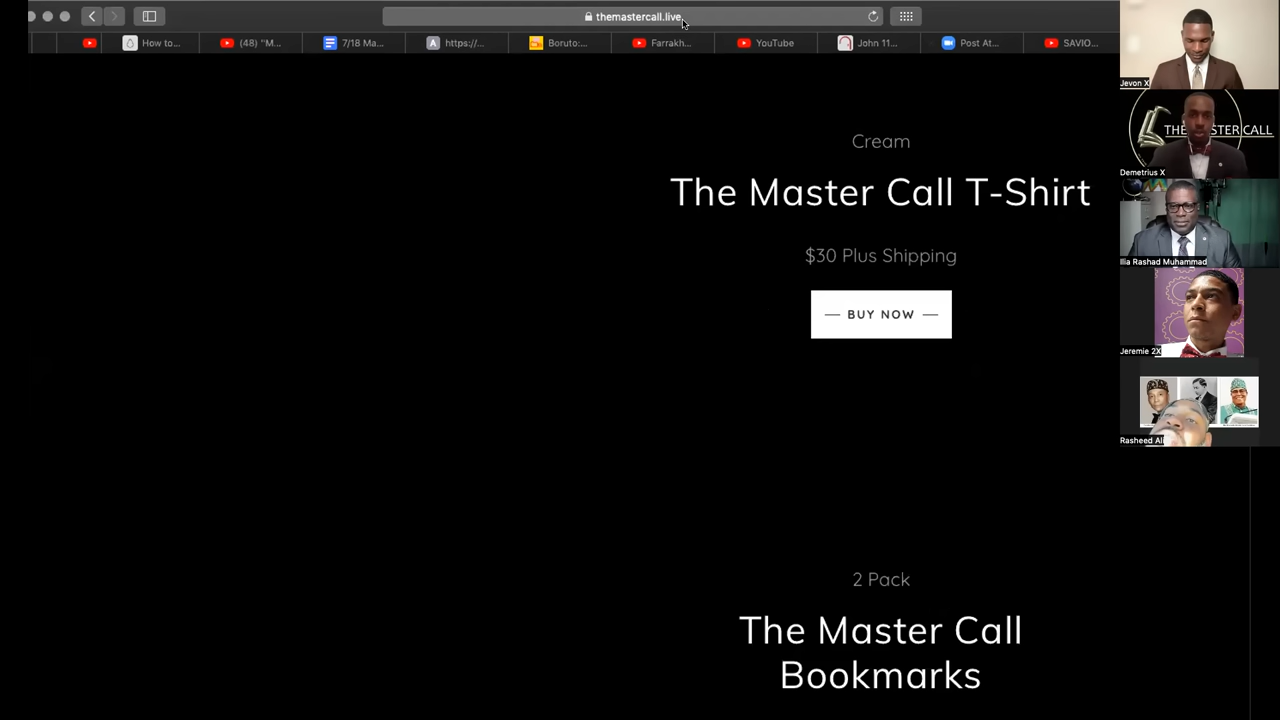 themastercall.live
How to...
(48) "M...
7/18 Ma...
https://...
Boruto:...
Farrakh...
YouTube
John 11...
Post At...
SAVIO...
Cream
The Master Call T-Shirt
$30 Plus Shipping
BUY NOW
2 Pack
The Master Call
Bookmarks
Jevon X
THE MASTER CALL
Demetrius X
Ilia Rashad Muhammad
Jeremie 2X
Rasheed Ali